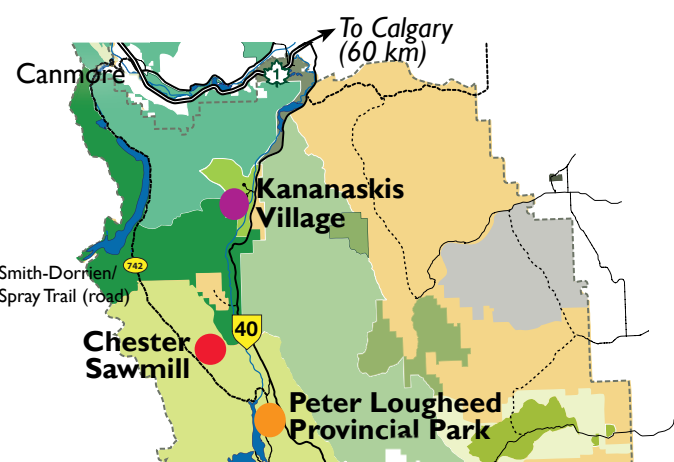 To Calgary
(60 km)
Canmore
1
Kananaskis
Village
742
Smith-Dorrien/
Spray Trail (road)
40
Chester
Sawmill
Peter Lougheed
Provincial Park